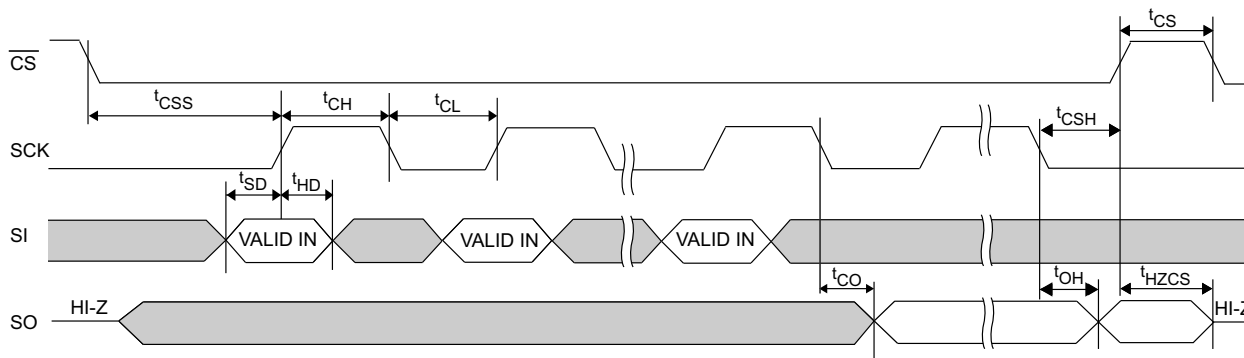 tCS
CS
tCSS
tCH
tCL
tCSH
SCK
tSD
tHD
SI
VALID IN
VALID IN
VALID IN
tCO
tOH
tHZCS
SO
HI-Z
HI-Z